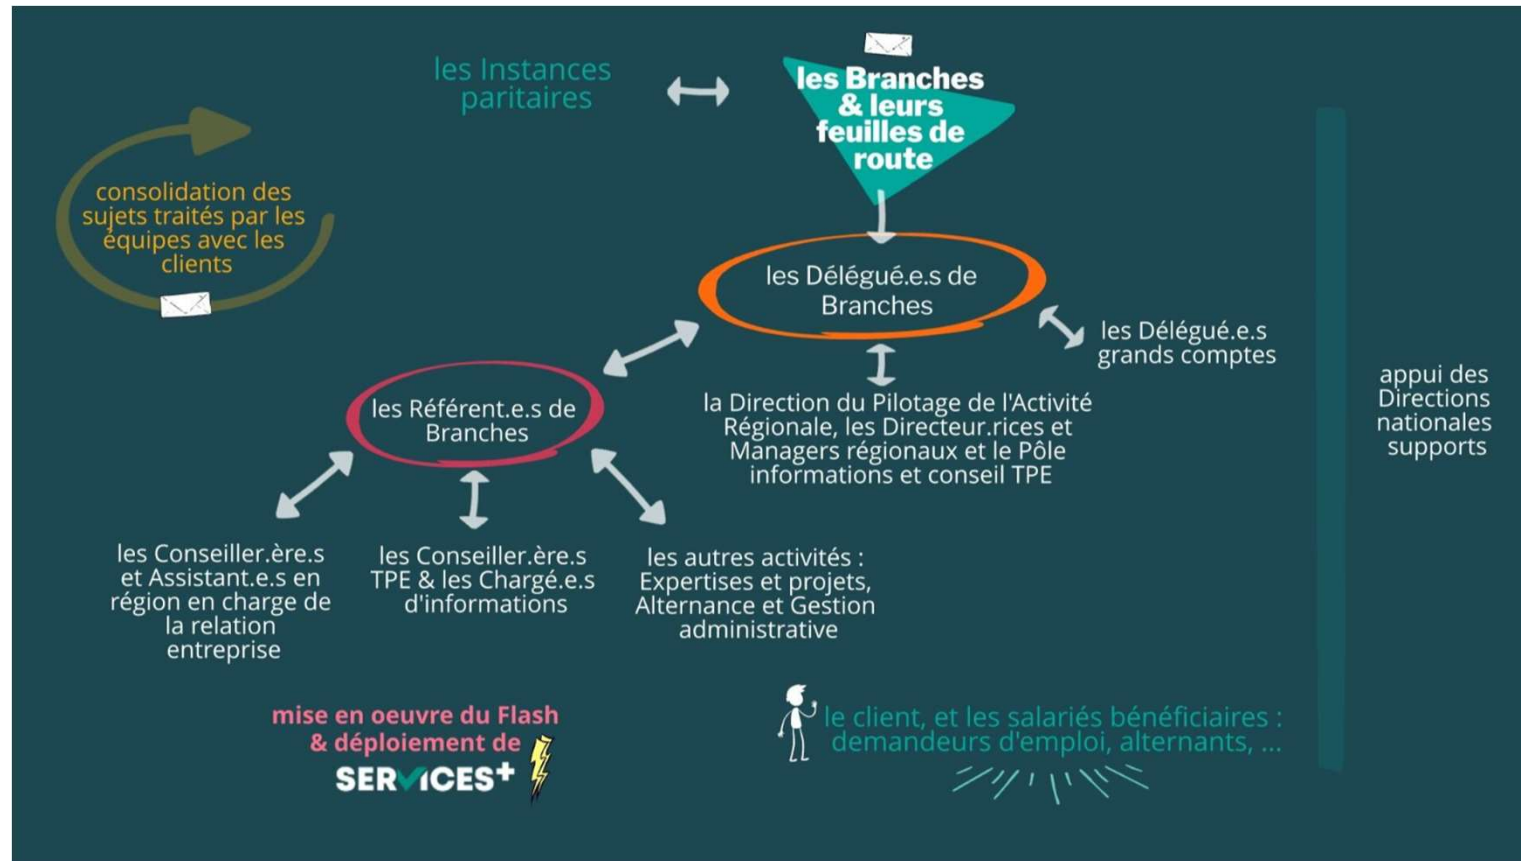 les Instances
paritaires
les Branches
& leurs
feuilles de
route
consolidation des
sujets traités par les
équipes avec les
clients
les Délégué.e.s de
Branches
les Délégué.e.s
grands comptes
appui des
Directions
nationales
supports
les Référent.e.s de
Branches
la Direction du Pilotage de l'Activité
Régionale, les Directeur.rices et
Managers régionaux et le Pôle
informations et conseil TPE
les Conseiller.ère.s
et Assistant.e.s en
région en charge de
la relation
entreprise
les Conseiller.ère.s
TPE & les Chargé.e.s
d'informations
les autres activités :
Expertises et projets,
Alternance et Gestion
administrative
mise en oeuvre du Flash
& déploiement de
SERVICES+
le client, et les salariés bénéficiaires :
demandeurs d'emploi, alternants, ...